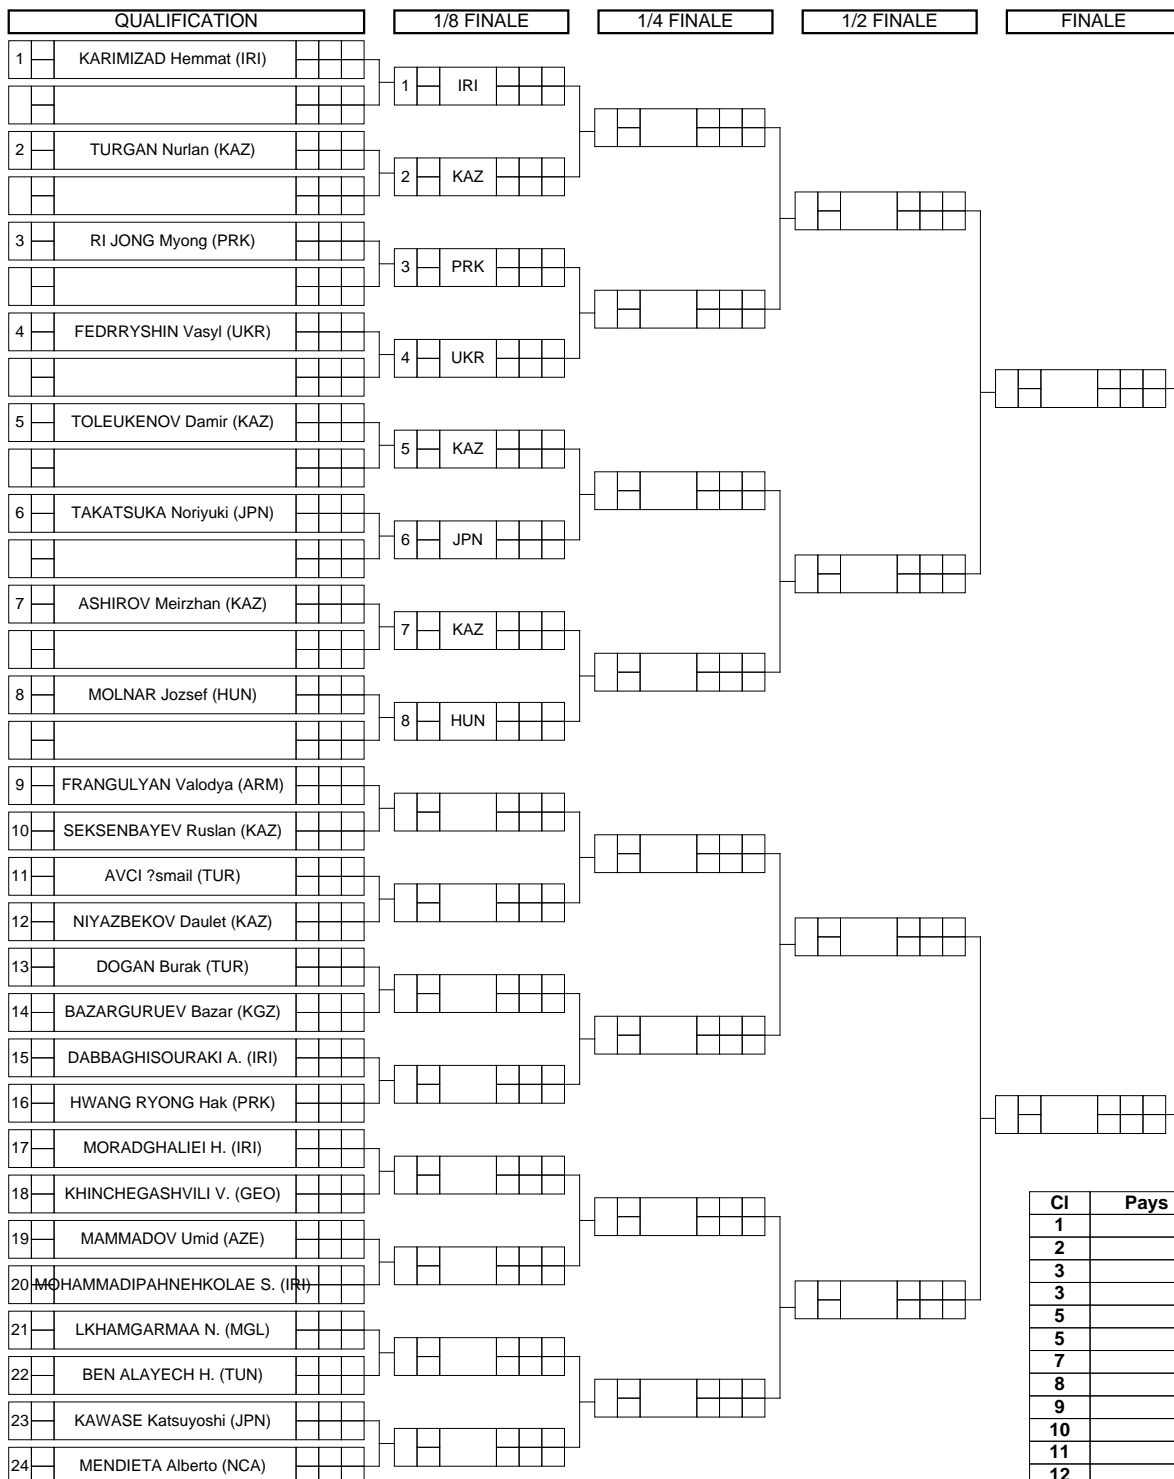 QUALIFICATION 1/8 FINALE 1/4 FINALE 1/2 FINALE FINALE
1 KARIMIZAD Hemmat (IRI)
1 IRI
2 TURGAN Nurlan (KAZ)
2 KAZ
3 RI JONG Myong (PRK)
3 PRK
4 FEDRRYSHIN Vasyl (UKR)
4 UKR
5 TOLEUKENOV Damir (KAZ)
5 KAZ
6 TAKATSUKA Noriyuki (JPN)
6 JPN
7 ASHIROV Meirzhan (KAZ)
7 KAZ
8 MOLNAR Jozsef (HUN)
8 HUN
9 FRANGULYAN Valodya (ARM)
10 SEKSENBAYEV Ruslan (KAZ)
11 AVCI ?smail (TUR)
12 NIYAZBEKOV Daulet (KAZ)
13 DOGAN Burak (TUR)
14 BAZARGURUEV Bazar (KGZ)
15 DABBAGHISOURAKI A. (IRI)
16 HWANG RYONG Hak (PRK)
17 MORADGHALIEI H. (IRI)
18 KHINCHEGASHVILI V. (GEO)
19 MAMMADOV Umid (AZE)
20 MOHAMMADIPAHNEHKOLAE S. (IRI)
21 LKHAMGARMAA N. (MGL)
22 BEN ALAYECH H. (TUN)
23 KAWASE Katsuyoshi (JPN)
24 MENDIETA Alberto (NCA)
Cl Pays
1
2
3
3
5
5
7
8
9
10
11
12